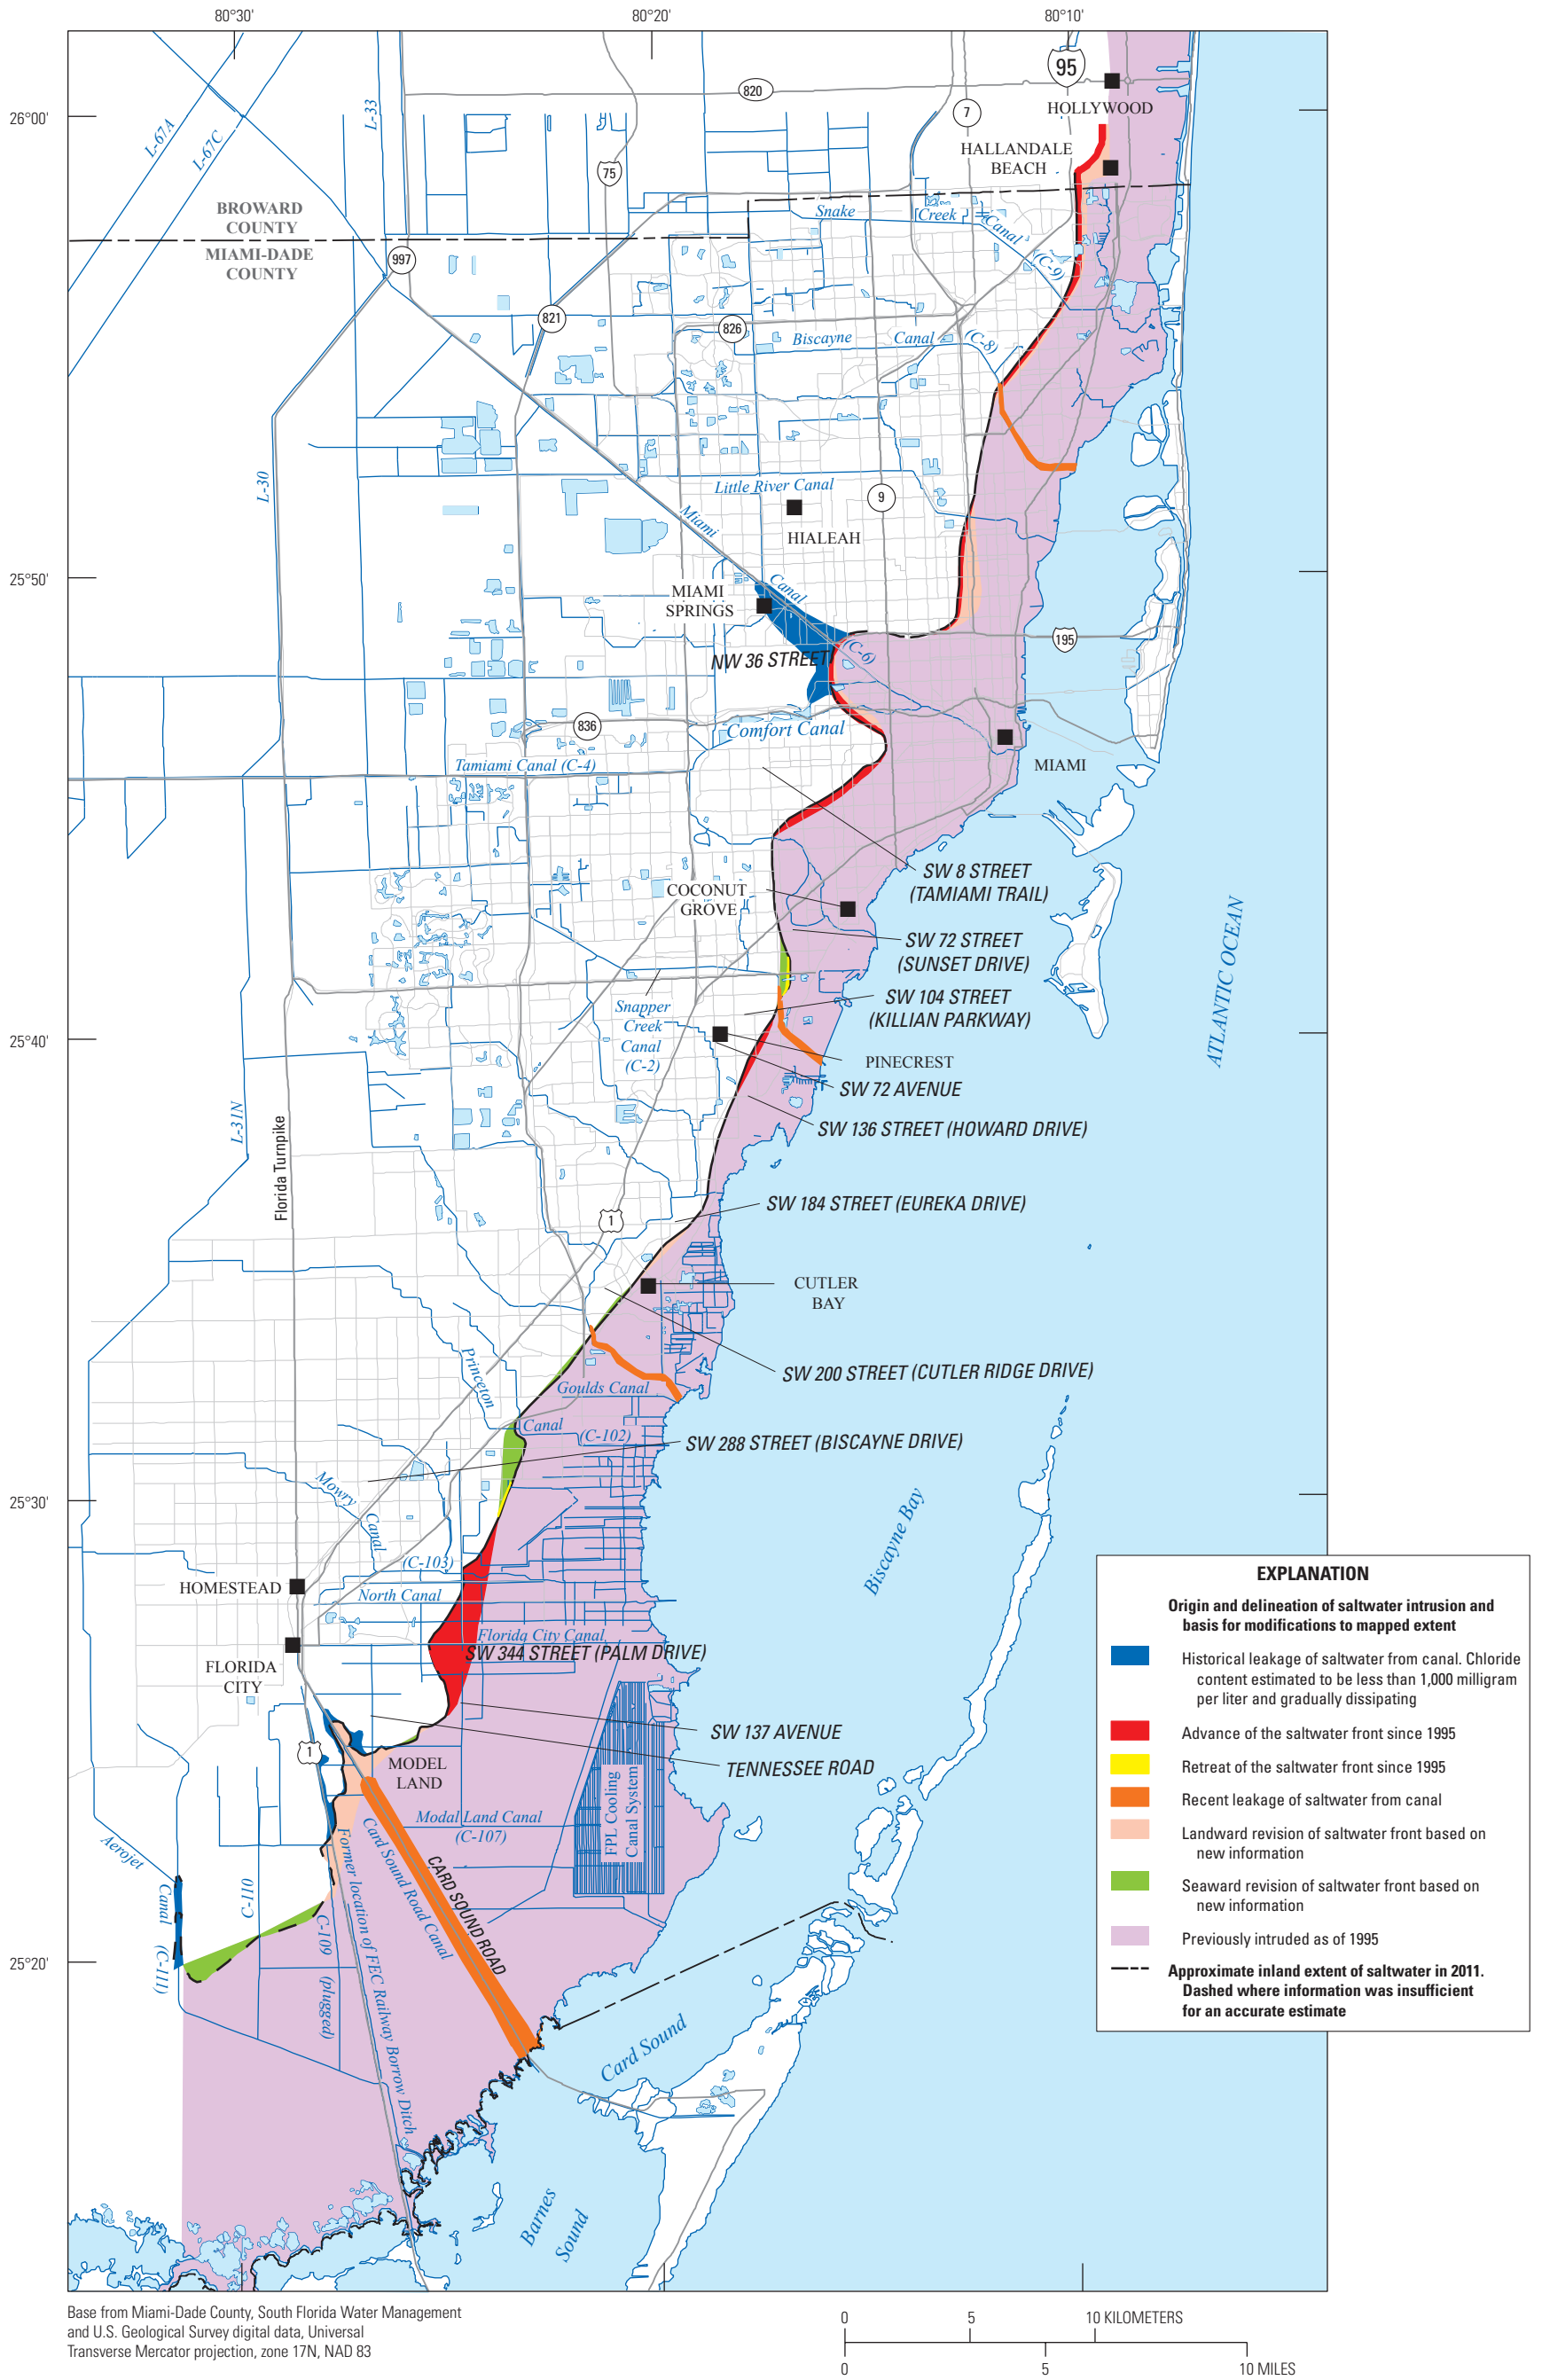 80°30'
80°20'
80°10'
26°00'
25°50'
25°40'
25°30'
25°20'
L-67A
L-67C
L-33
820
95
7
HOLLYWOOD
HALLANDALE
BEACH
75
BROWARD
COUNTY
MIAMI-DADE
COUNTY
997
Snake
Creek
Canal
(C-9)
821
826
Biscayne
Canal
(C-8)
L-30
Little River Canal
9
HIALEAH
Miami
Canal
MIAMI
SPRINGS
195
NW 36 STREET
(C-6)
836
Comfort Canal
Tamiami Canal (C-4)
MIAMI
SW 8 STREET
(TAMIAMI TRAIL)
COCONUT
GROVE
SW 72 STREET
(SUNSET DRIVE)
ATLANTIC OCEAN
SW 104 STREET
(KILLIAN PARKWAY)
Snapper
Creek
Canal
(C-2)
PINECREST
SW 72 AVENUE
L-31N
Florida Turnpike
SW 136 STREET (HOWARD DRIVE)
SW 184 STREET (EUREKA DRIVE)
1
CUTLER
BAY
SW 200 STREET (CUTLER RIDGE DRIVE)
Princeton
Goulds Canal
Canal
(C-102)
SW 288 STREET (BISCAYNE DRIVE)
Mowry
Canal
(C-103)
Biscayne Bay
HOMESTEAD
North Canal
Florida City Canal
SW 344 STREET (PALM DRIVE)
FLORIDA
CITY
SW 137 AVENUE
1
MODEL
LAND
TENNESSEE ROAD
FPL Cooling
Canal System
Modal Land Canal
(C-107)
Aerojet
Canal
(C-111)
C-110
C-109
(plugged)
Former location of FEC Railway Borrow Ditch
Card Sound Road Canal
CARD SOUND ROAD
Card Sound
Barnes
Sound
EXPLANATION
Origin and delineation of saltwater intrusion and
basis for modifications to mapped extent
Historical leakage of saltwater from canal. Chloride
content estimated to be less than 1,000 milligram
per liter and gradually dissipating
Advance of the saltwater front since 1995
Retreat of the saltwater front since 1995
Recent leakage of saltwater from canal
Landward revision of saltwater front based on
new information
Seaward revision of saltwater front based on
new information
Previously intruded as of 1995
Approximate inland extent of saltwater in 2011.
Dashed where information was insufficient
for an accurate estimate
Base from Miami-Dade County, South Florida Water Management
and U.S. Geological Survey digital data, Universal
Transverse Mercator projection, zone 17N, NAD 83
0 5 10 KILOMETERS
0 5 10 MILES